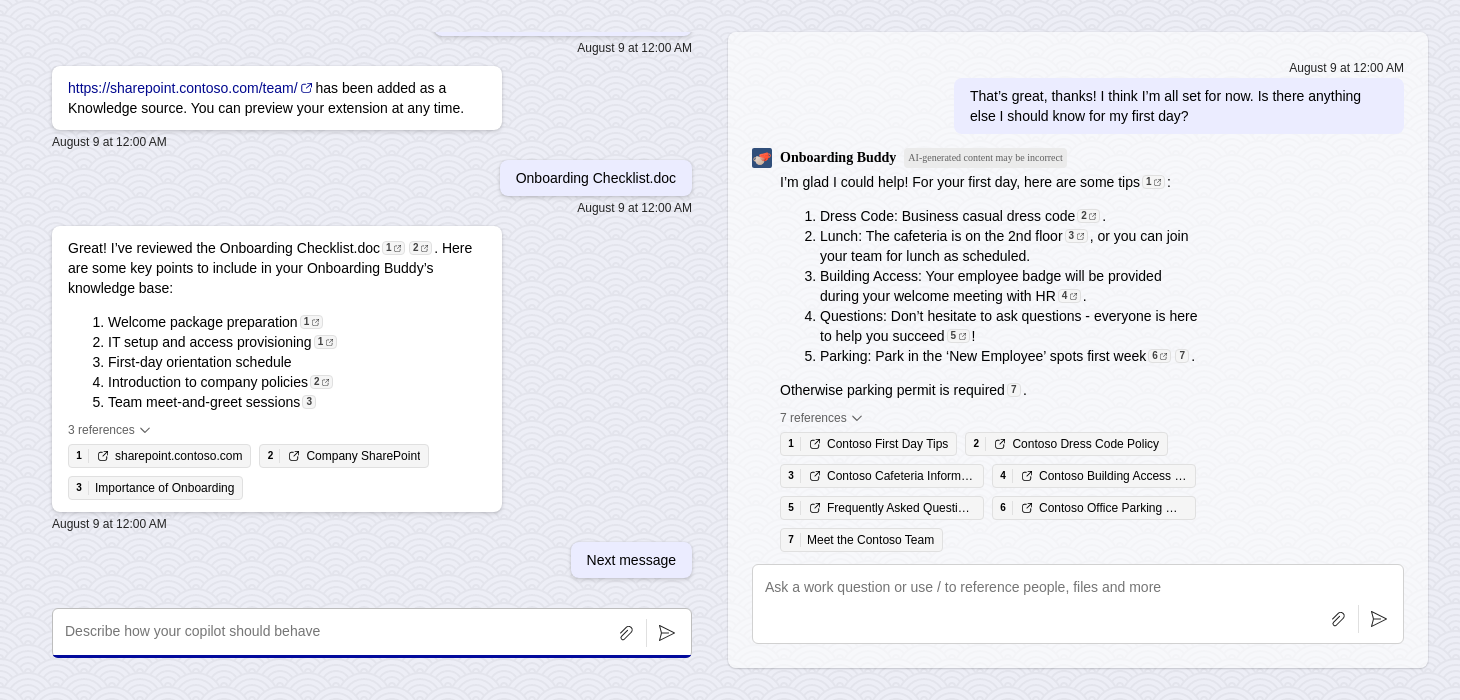 August 9 at 12:00 AM
https://sharepoint.contoso.com/team/ has been added as a
Knowledge source. You can preview your extension at any time.
August 9 at 12:00 AM
Onboarding Checklist.doc
August 9 at 12:00 AM
Great! I’ve reviewed the Onboarding Checklist.doc 1 2 . Here
are some key points to include in your Onboarding Buddy’s
knowledge base:
1. Welcome package preparation 1
2. IT setup and access provisioning 1
3. First-day orientation schedule
4. Introduction to company policies 2
5. Team meet-and-greet sessions 3
3 references
1 sharepoint.contoso.com 2 Company SharePoint
3 Importance of Onboarding
August 9 at 12:00 AM
Next message
Describe how your copilot should behave
August 9 at 12:00 AM
That’s great, thanks! I think I’m all set for now. Is there anything
else I should know for my first day?
Onboarding Buddy AI-generated content may be incorrect
I’m glad I could help! For your first day, here are some tips 1 :
1. Dress Code: Business casual dress code 2 .
2. Lunch: The cafeteria is on the 2nd floor 3 , or you can join
your team for lunch as scheduled.
3. Building Access: Your employee badge will be provided
during your welcome meeting with HR 4 .
4. Questions: Don’t hesitate to ask questions - everyone is here
to help you succeed 5 !
5. Parking: Park in the ‘New Employee’ spots first week 6 7 .
Otherwise parking permit is required 7 .
7 references
1 Contoso First Day Tips 2 Contoso Dress Code Policy
3 Contoso Cafeteria Inform… 4 Contoso Building Access …
5 Frequently Asked Questi… 6 Contoso Office Parking …
7 Meet the Contoso Team
Ask a work question or use / to reference people, files and more